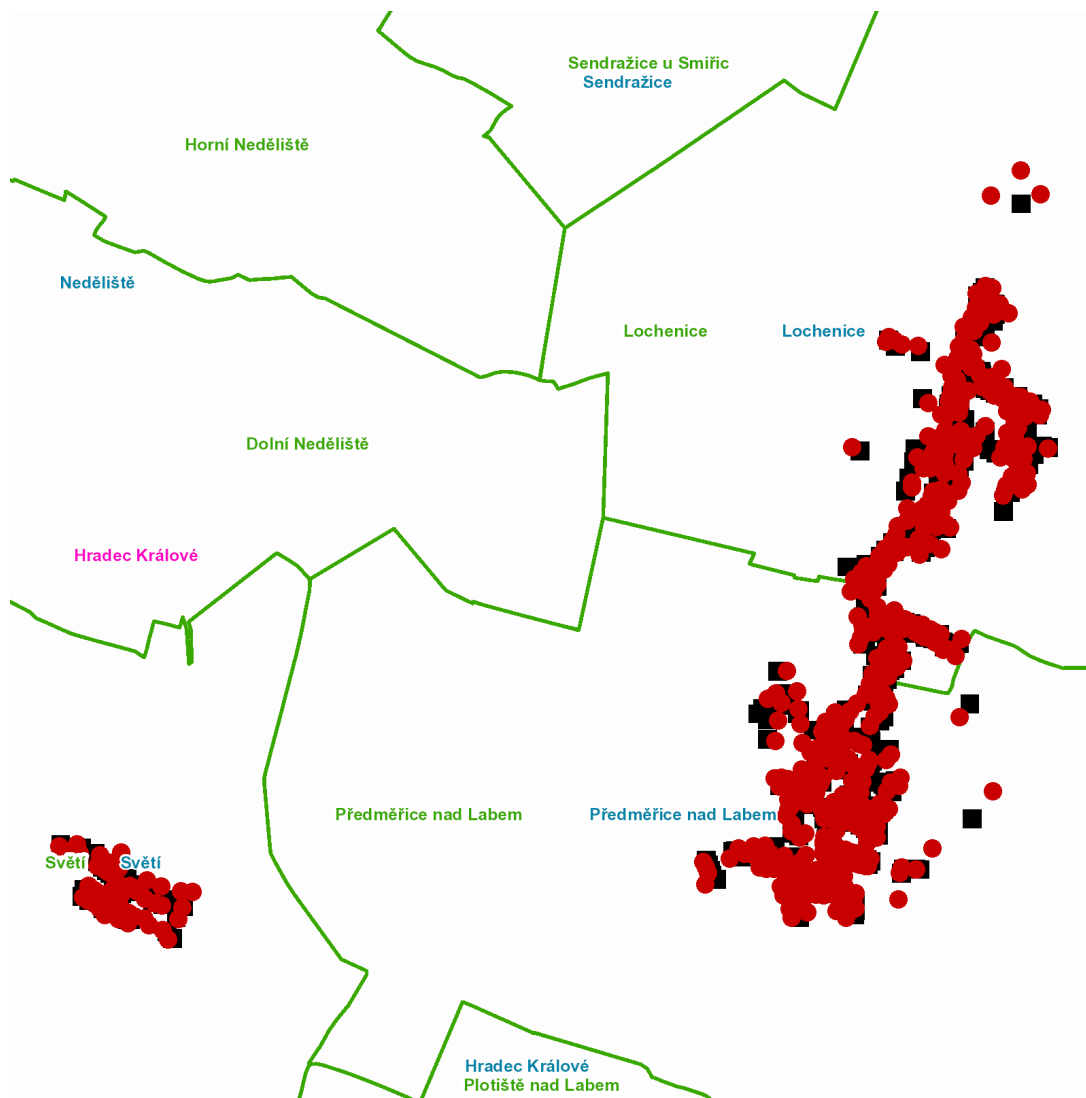 Sendražice u Smiřic
Sendražice
Horní Neděliště
Neděliště
Lochenice
Lochenice
Dolní Neděliště
Hradec Králové
Předměřice nad Labem
Předměřice nad Labem
Světí
Světí
Hradec Králové
Plotiště nad Labem